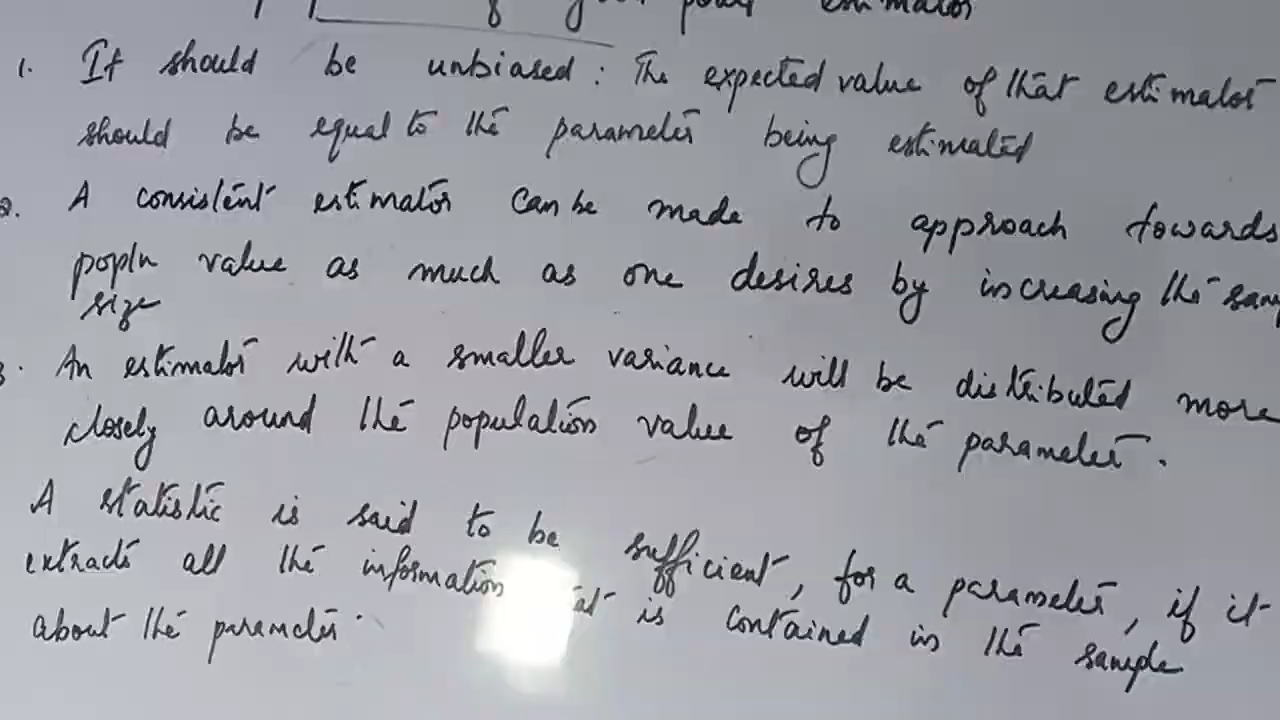 estimator
1. It should be unbiased : The expected value of that estimator
should be equal to the parameter being estimated
2. A consistent estimator can be made to approach towards
popln value as much as one desires by increasing the
size
3. An estimator with a smaller variance will be distributed more
closely around the population value of the parameter.
A statistic is said to be sufficient, for a parameter, if it
extracts all the information is contained in the sample
about the parameter.